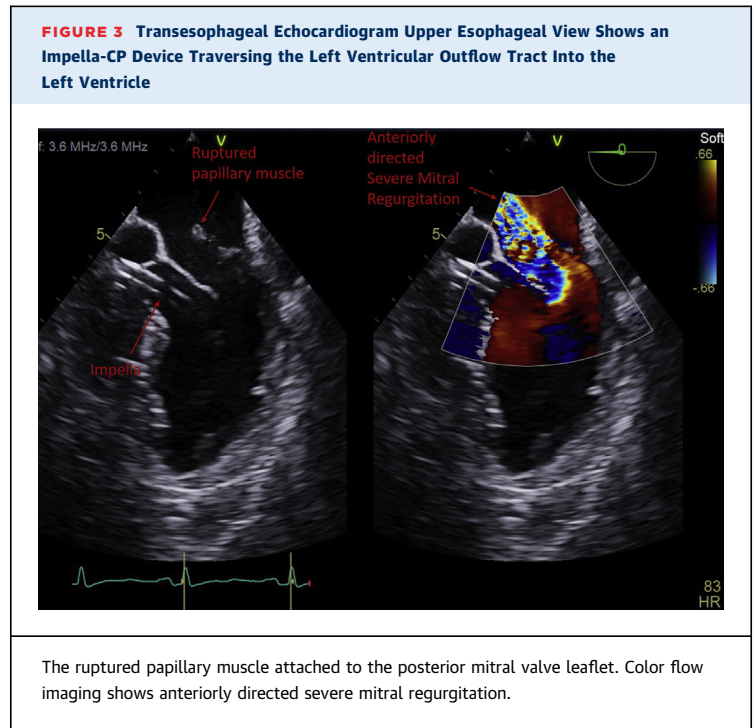 FIGURE 3 Transesophageal Echocardiogram Upper Esophageal View Shows an
Impella-CP Device Traversing the Left Ventricular Outflow Tract Into the
Left Ventricle
f: 3.6 MHz/3.6 MHz
V
Ruptured
papillary muscle
5
Impella
Anteriorly
directed
Severe Mitral
Regurgitation
V
0
Soft
.66
-.66
5
83
HR
The ruptured papillary muscle attached to the posterior mitral valve leaflet. Color flow
imaging shows anteriorly directed severe mitral regurgitation.